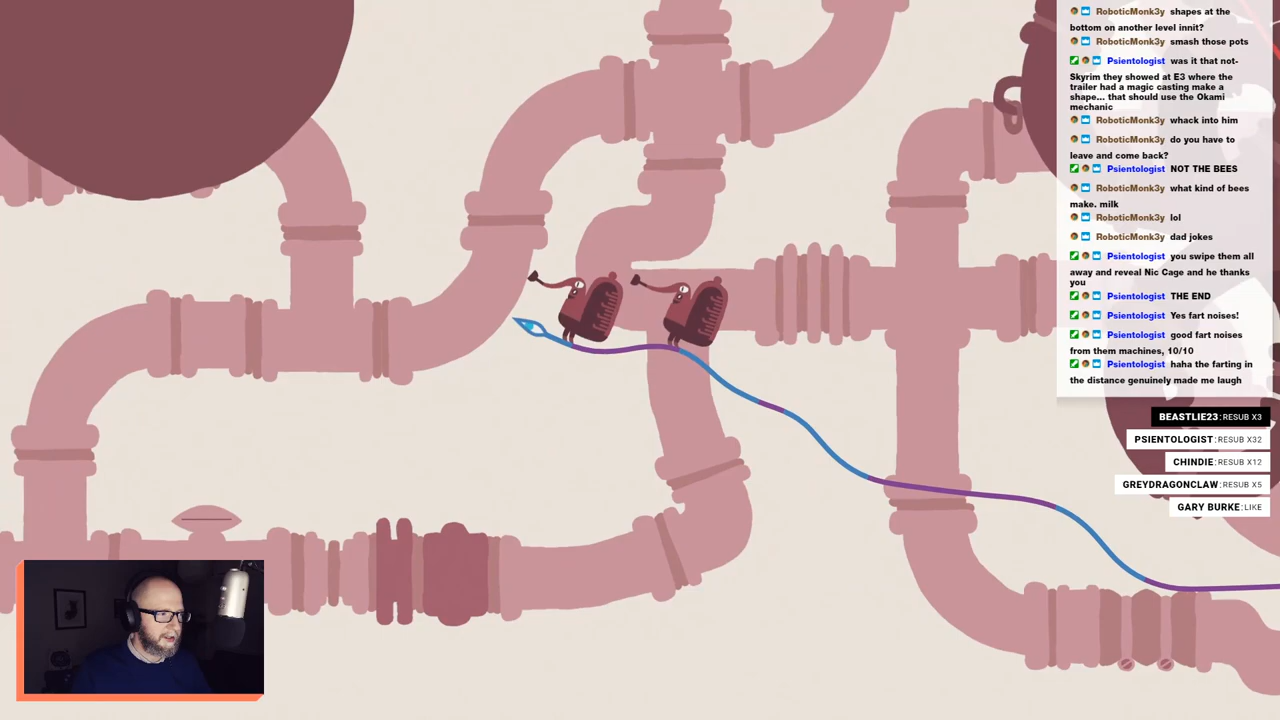 RoboticMonk3y shapes at the
bottom on another level innit?
RoboticMonk3y smash those pots
Psientologist was it that not-
Skyrim they showed at E3 where the
trailer had a magic casting make a
shape... that should use the Okami
mechanic
RoboticMonk3y whack into him
RoboticMonk3y do you have to
leave and come back?
Psientologist NOT THE BEES
RoboticMonk3y what kind of bees
make. milk
RoboticMonk3y lol
RoboticMonk3y dad jokes
Psientologist you swipe them all
away and reveal Nic Cage and he thanks
you
Psientologist THE END
Psientologist Yes fart noises!
Psientologist good fart noises
from them machines, 10/10
Psientologist haha the farting in
the distance genuinely made me laugh
BEASTLIE23: RESUB X3
PSIENTOLOGIST: RESUB X32
CHINDIE: RESUB X12
GREYDRAGONCLAW: RESUB X5
GARY BURKE: LIKE